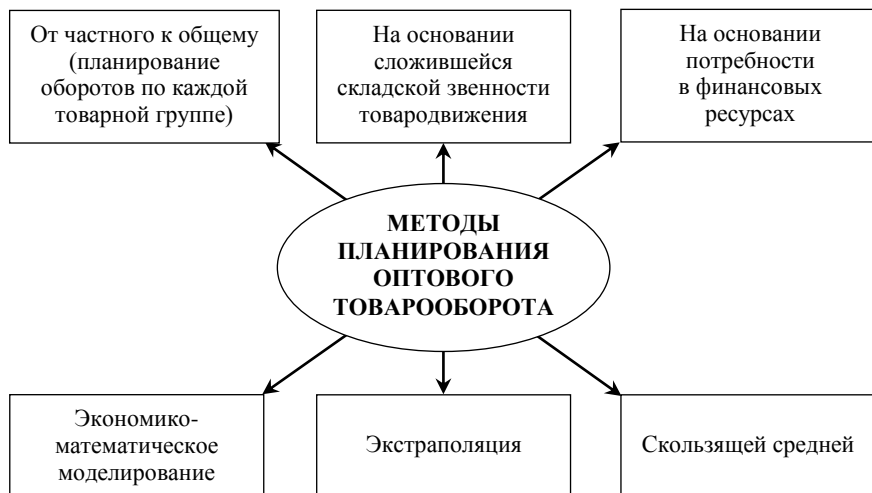 От частного к общему
(планирование
оборотов по каждой
товарной группе)
На основании
сложившейся
складской звенности
товародвижения
На основании
потребности
в финансовых
ресурсах
МЕТОДЫ
ПЛАНИРОВАНИЯ
ОПТОВОГО
ТОВАРООБОРОТА
Экономико-
математическое
моделирование
Экстраполяция
Скользящей средней